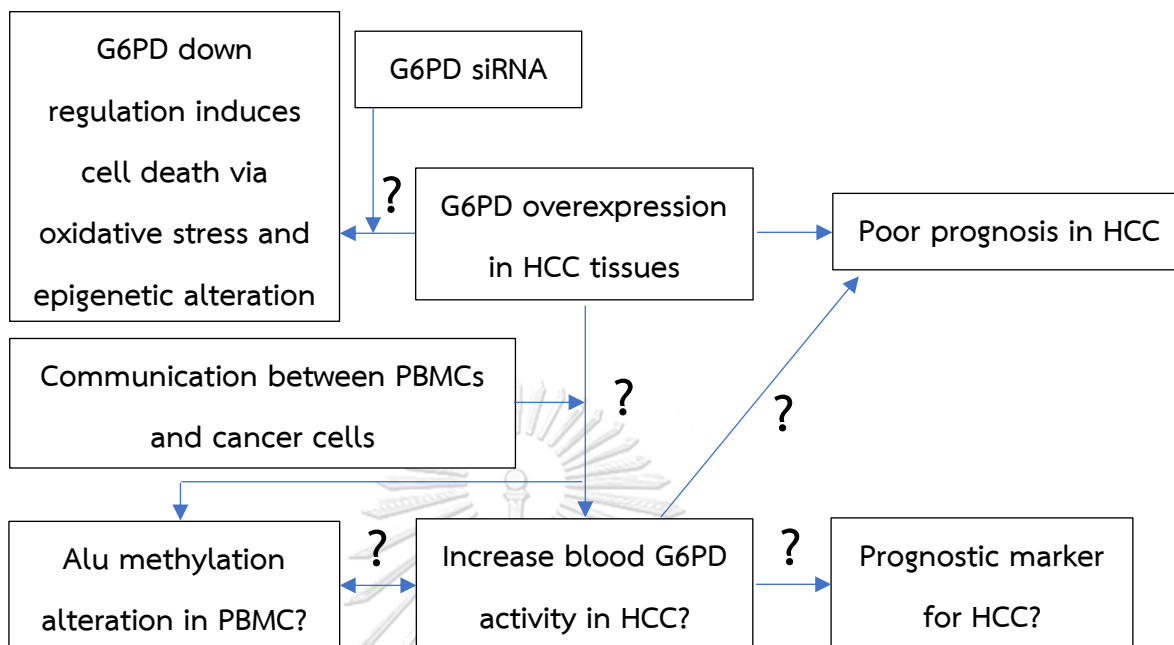 G6PD down
regulation induces
cell death via
oxidative stress and
epigenetic alteration
G6PD siRNA
?
G6PD overexpression
in HCC tissues
Poor prognosis in HCC
Communication between PBMCs
and cancer cells
?
?
Alu methylation
alteration in PBMC?
?
Increase blood G6PD
activity in HCC?
?
Prognostic marker
for HCC?